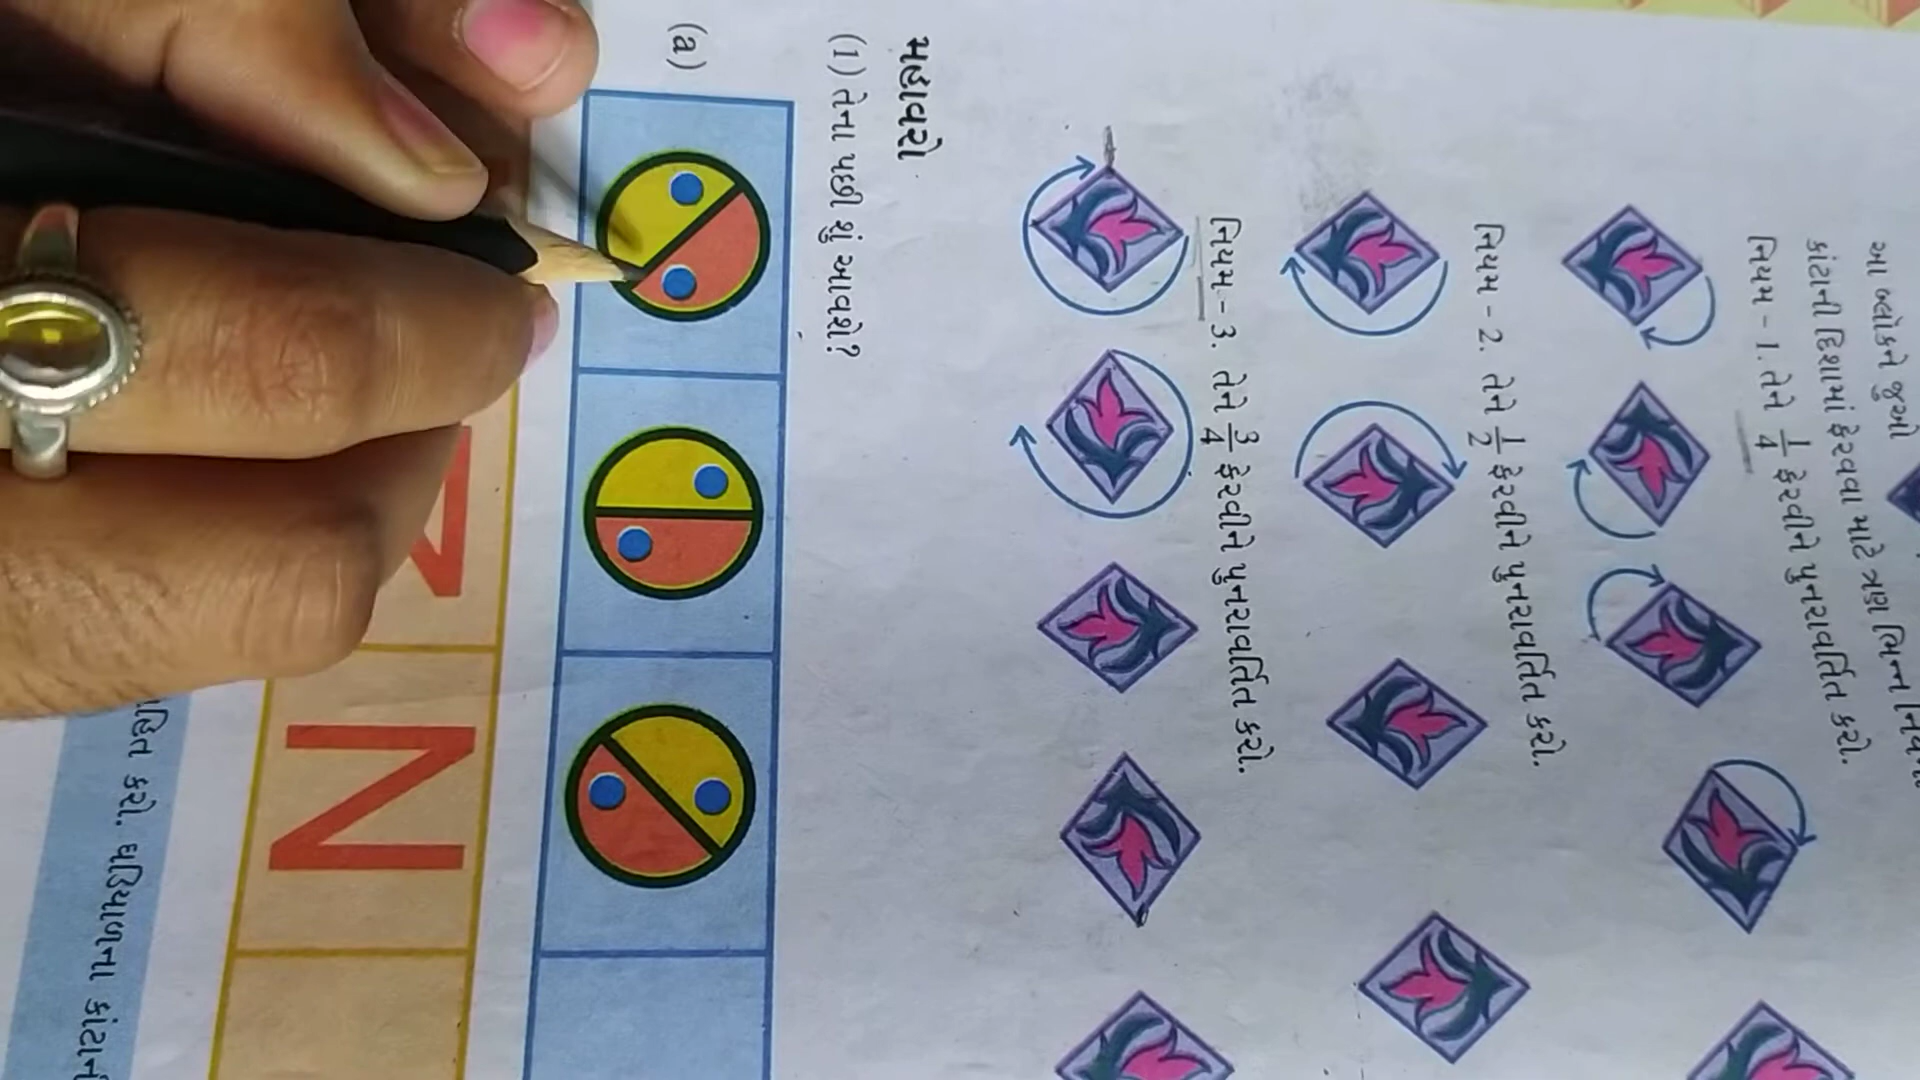 આ બ્લોકને જુઓ
કાંટાની દિશામાં ફેરવવા માટે ત્રણ ભિન્ન
નિયમ - 1. તેને 1/4 ફેરવીને પુનરાવર્તિત કરો.
નિયમ - 2. તેને 1/2 ફેરવીને પુનરાવર્તિત કરો.
નિયમ - 3. તેને 3/4 ફેરવીને પુનરાવર્તિત કરો.
મહાવરો
(1) તેના પછી શું આવશે?
(a)
Z N
કરો. ઘડિયાળના કાંટાની